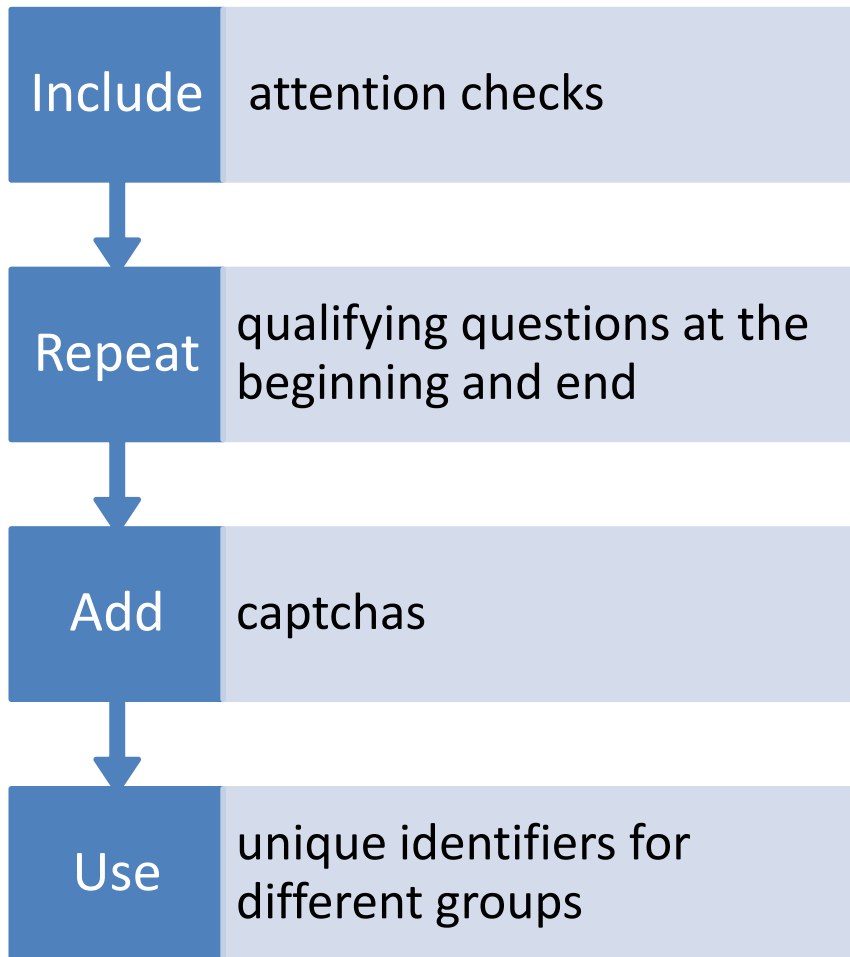 Include attention checks
Repeat
qualifying questions at the
beginning and end
Add captchas
Use
unique identifiers for
different groups